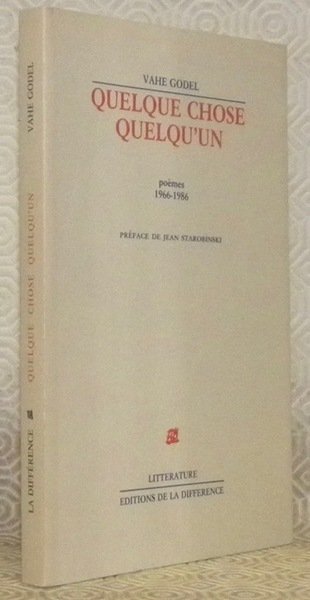 VAHE GODEL
QUELQUE CHOSE
QUELQU'UN
poèmes
1966-1986
PRÉFACE DE JEAN STAROBINSKI
LITTERATURE
EDITIONS DE LA DIFFERENCE
LA DIFFERENCE QUELQUE CHOSE QUELQU'UN VAHE GODEL